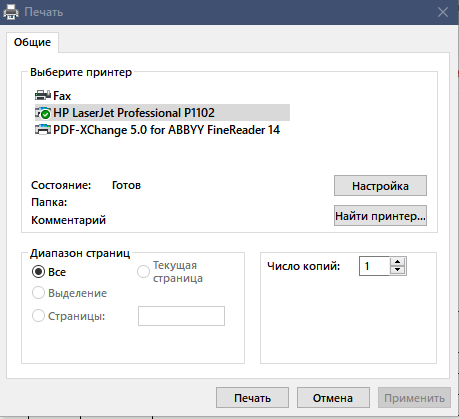 Печать
Общие
Выберите принтер
Fax
HP LaserJet Professional P1102
PDF-XChange 5.0 for ABBYY FineReader 14
Состояние: Готов
Папка:
Комментарий
Настройка
Найти принтер...
Диапазон страниц
Все
Текущая
страница
Выделение
Страницы:
Число копий: 1
Печать
Отмена
Применить